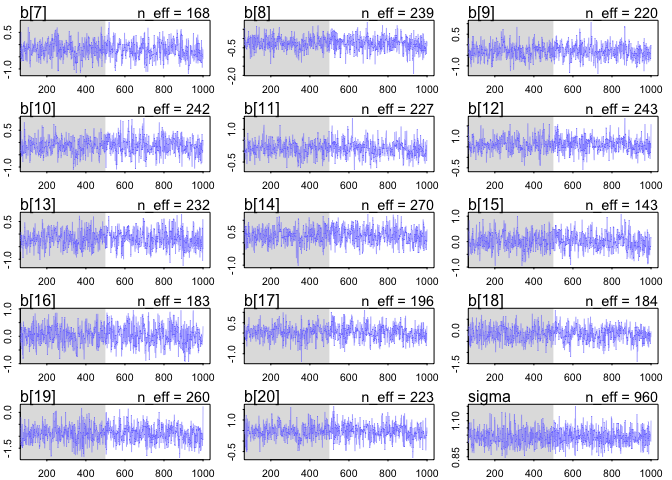 b[7] n_eff = 168 b[8] n_eff = 239 b[9] n_eff = 220
0.5 -1.0 -0.5 -2.0 0.5 -1.0
200 400 600 800 1000 200 400 600 800 1000 200 400 600 800 1000
b[10] n_eff = 242 b[11] n_eff = 227 b[12] n_eff = 243
0.5 -1.0 1.0 -0.5 1.0 -0.5
200 400 600 800 1000 200 400 600 800 1000 200 400 600 800 1000
b[13] n_eff = 232 b[14] n_eff = 270 b[15] n_eff = 143
0.5 -1.0 0.5 -1.0 1.0 0.0 -1.0
200 400 600 800 1000 200 400 600 800 1000 200 400 600 800 1000
b[16] n_eff = 183 b[17] n_eff = 196 b[18] n_eff = 184
1.0 0.0 -1.0 0.5 -1.0 0.0 -1.5
200 400 600 800 1000 200 400 600 800 1000 200 400 600 800 1000
b[19] n_eff = 260 b[20] n_eff = 223 sigma n_eff = 960
0.0 -1.5 1.0 -0.5 1.10 0.85
200 400 600 800 1000 200 400 600 800 1000 200 400 600 800 1000